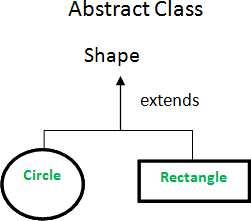 Abstract Class
Shape
extends
Circle
Rectangle